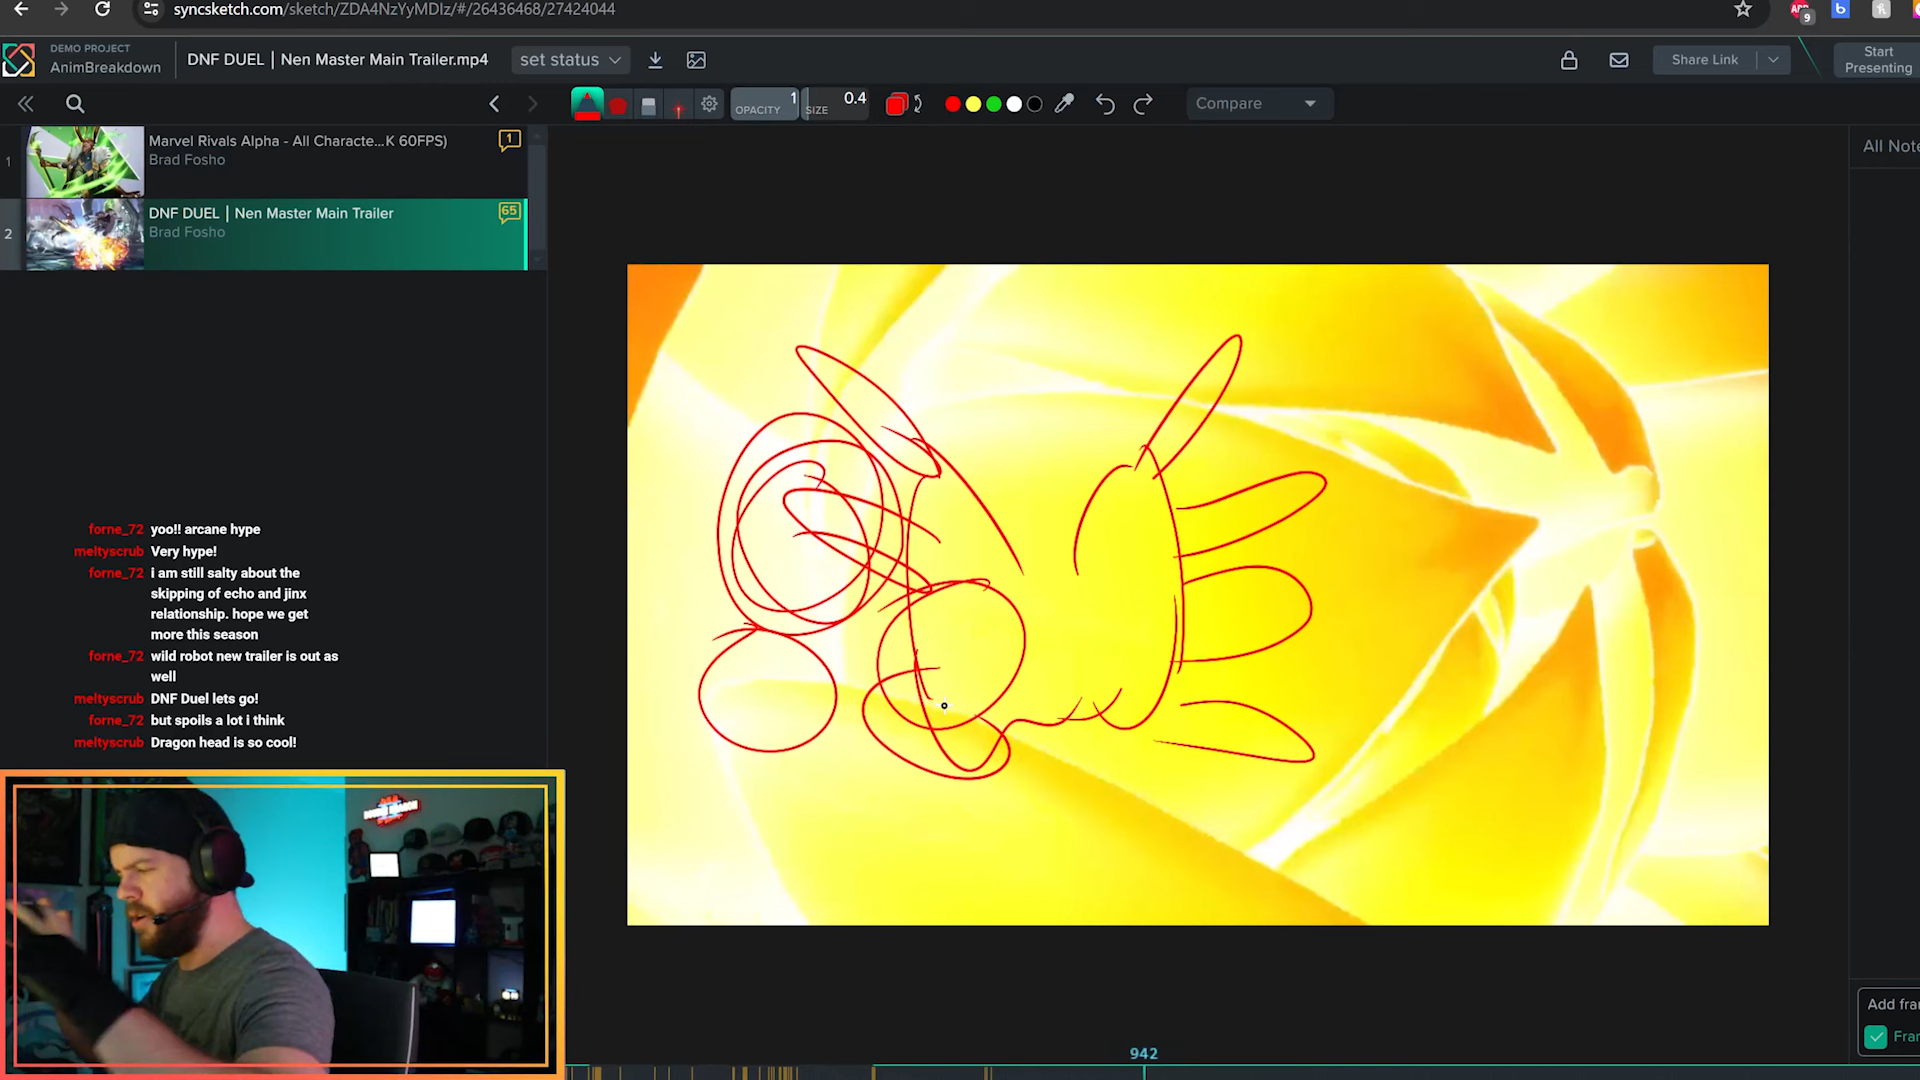 syncsketch.com/sketch/ZDA4NzYyMDIz/#/26436468/27424044
9
DEMO PROJECT
AnimBreakdown
DNF DUEL | Nen Master Main Trailer.mp4
set status
Share Link
Start
Presenting
OPACITY 1
SIZE 0.4
Compare
1
Marvel Rivals Alpha - All Characte...K 60FPS)
Brad Fosho
1
2
DNF DUEL | Nen Master Main Trailer
Brad Fosho
65
All Note
forne_72 yoo!! arcane hype
meltyscrub Very hype!
forne_72 i am still salty about the
skipping of echo and jinx
relationship. hope we get
more this season
forne_72 wild robot new trailer is out as
well
meltyscrub DNF Duel lets go!
forne_72 but spoils a lot i think
meltyscrub Dragon head is so cool!
Add fra
Fra
942